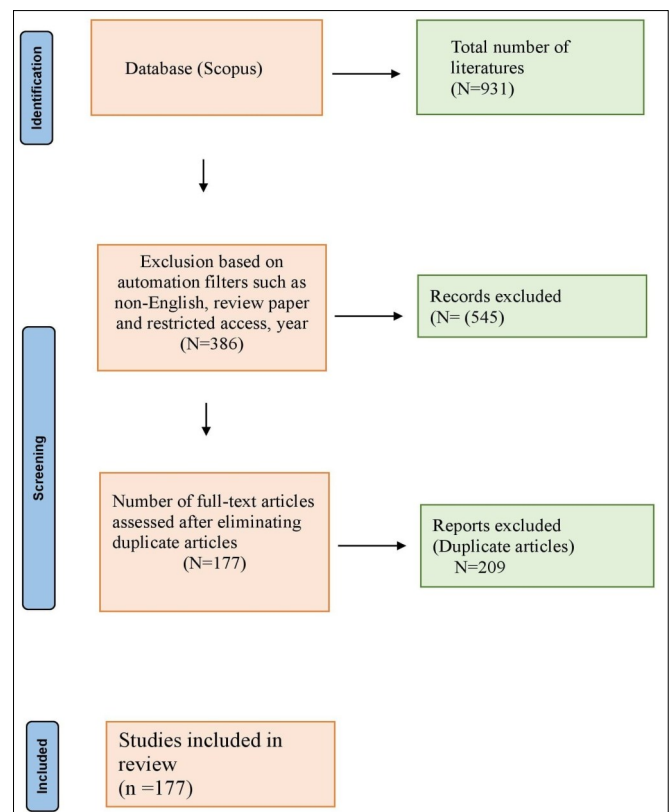 Identification
Database (Scopus)
Total number of
literatures
(N=931)
Screening
Exclusion based on
automation filters such as
non-English, review paper
and restricted access, year
(N=386)
Records excluded
(N= (545)
Number of full-text articles
assessed after eliminating
duplicate articles
(N=177)
Reports excluded
(Duplicate articles)
N=209
Included
Studies included in
review
(n =177)